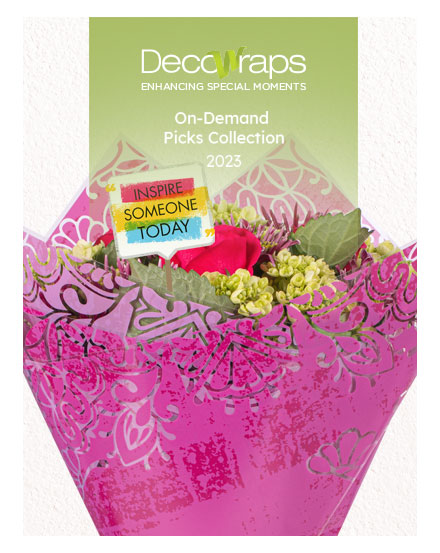 Decowraps
ENHANCING SPECIAL MOMENTS
On-Demand
Picks Collection
2023
INSPIRE
SOMEONE
TODAY